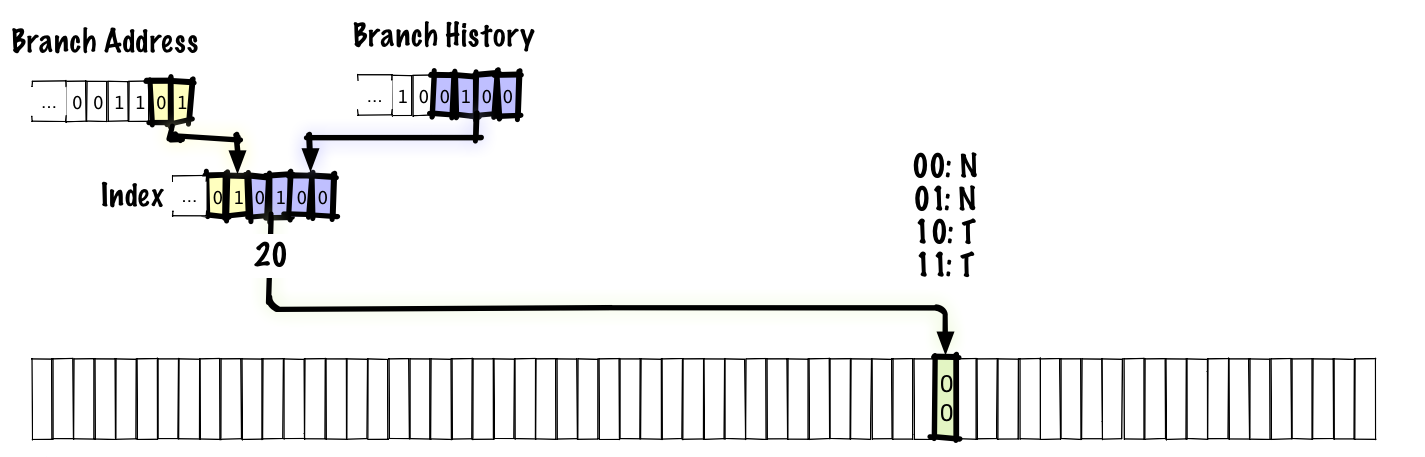 Branch Address
Branch History
... 0 0 1 1 0 1
... 1 0 0 1 0 0
00: N
01: N
10: T
11: T
Index ... 0 1 0 1 0 0
20
0
0